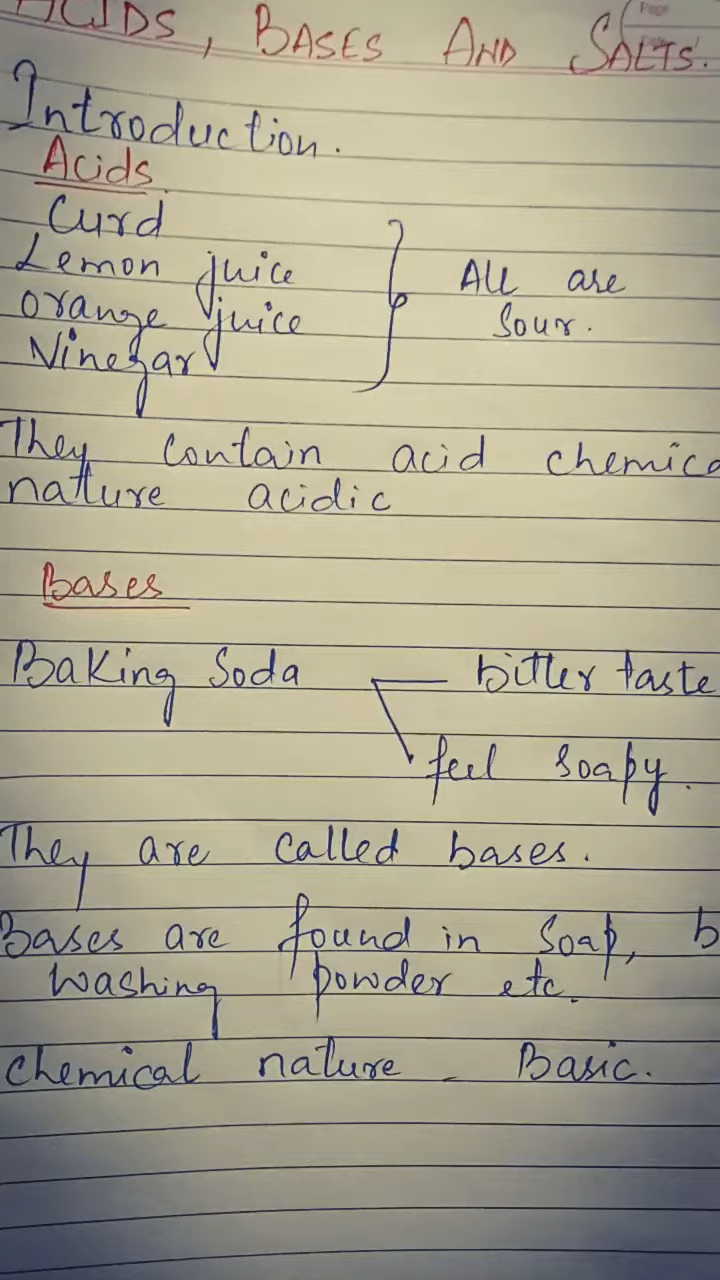 ACIDS, BASES AND SALTS.
Page
Introduction.
Acids
Curd
Lemon juice
Orange juice
Vinegar
All are
Sour.
They contain acid chemica
nature acidic
Bases
Baking Soda bitter taste
feel soapy.
They are called bases.
Bases are found in Soap, b
washing powder etc.
Chemical nature - Basic.